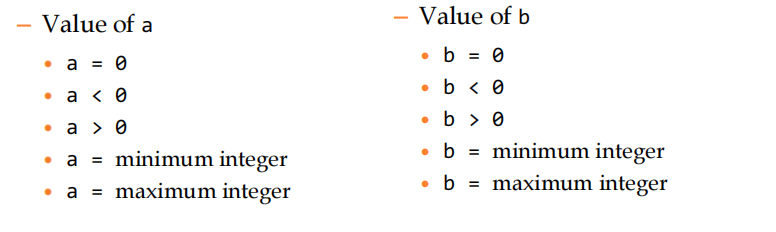 – Value of a
• a = 0
• a < 0
• a > 0
• a = minimum integer
• a = maximum integer
– Value of b
• b = 0
• b < 0
• b > 0
• b = minimum integer
• b = maximum integer